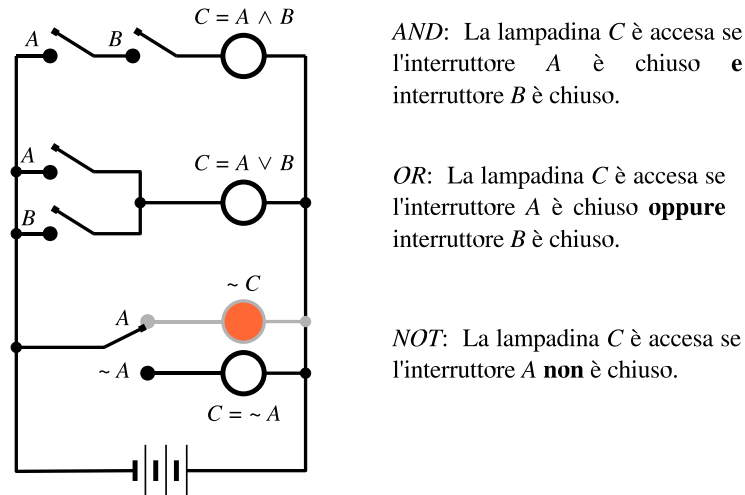 C = A ∧ B
A
B
AND: La lampadina C è accesa se
l'interruttore A è chiuso e
interruttore B è chiuso.
A
C = A ∨ B
B
OR: La lampadina C è accesa se
l'interruttore A è chiuso oppure
interruttore B è chiuso.
~ C
A
~ A
C = ~ A
NOT: La lampadina C è accesa se
l'interruttore A non è chiuso.